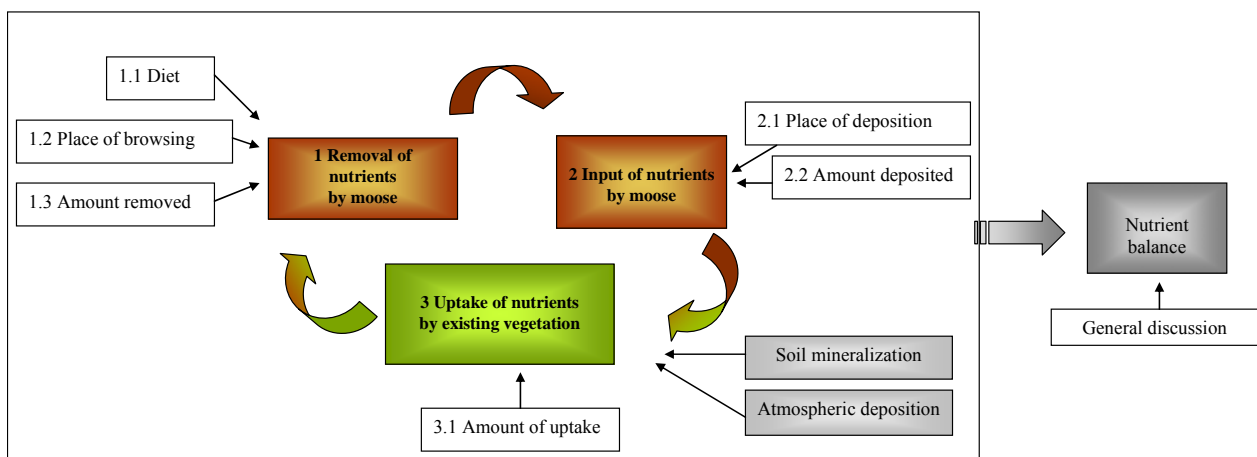 1.1 Diet
1.2 Place of browsing
1.3 Amount removed
1 Removal of
nutrients
by moose
2.1 Place of deposition
2.2 Amount deposited
2 Input of nutrients
by moose
3 Uptake of nutrients
by existing vegetation
3.1 Amount of uptake
Soil mineralization
Atmospheric deposition
Nutrient
balance
General discussion